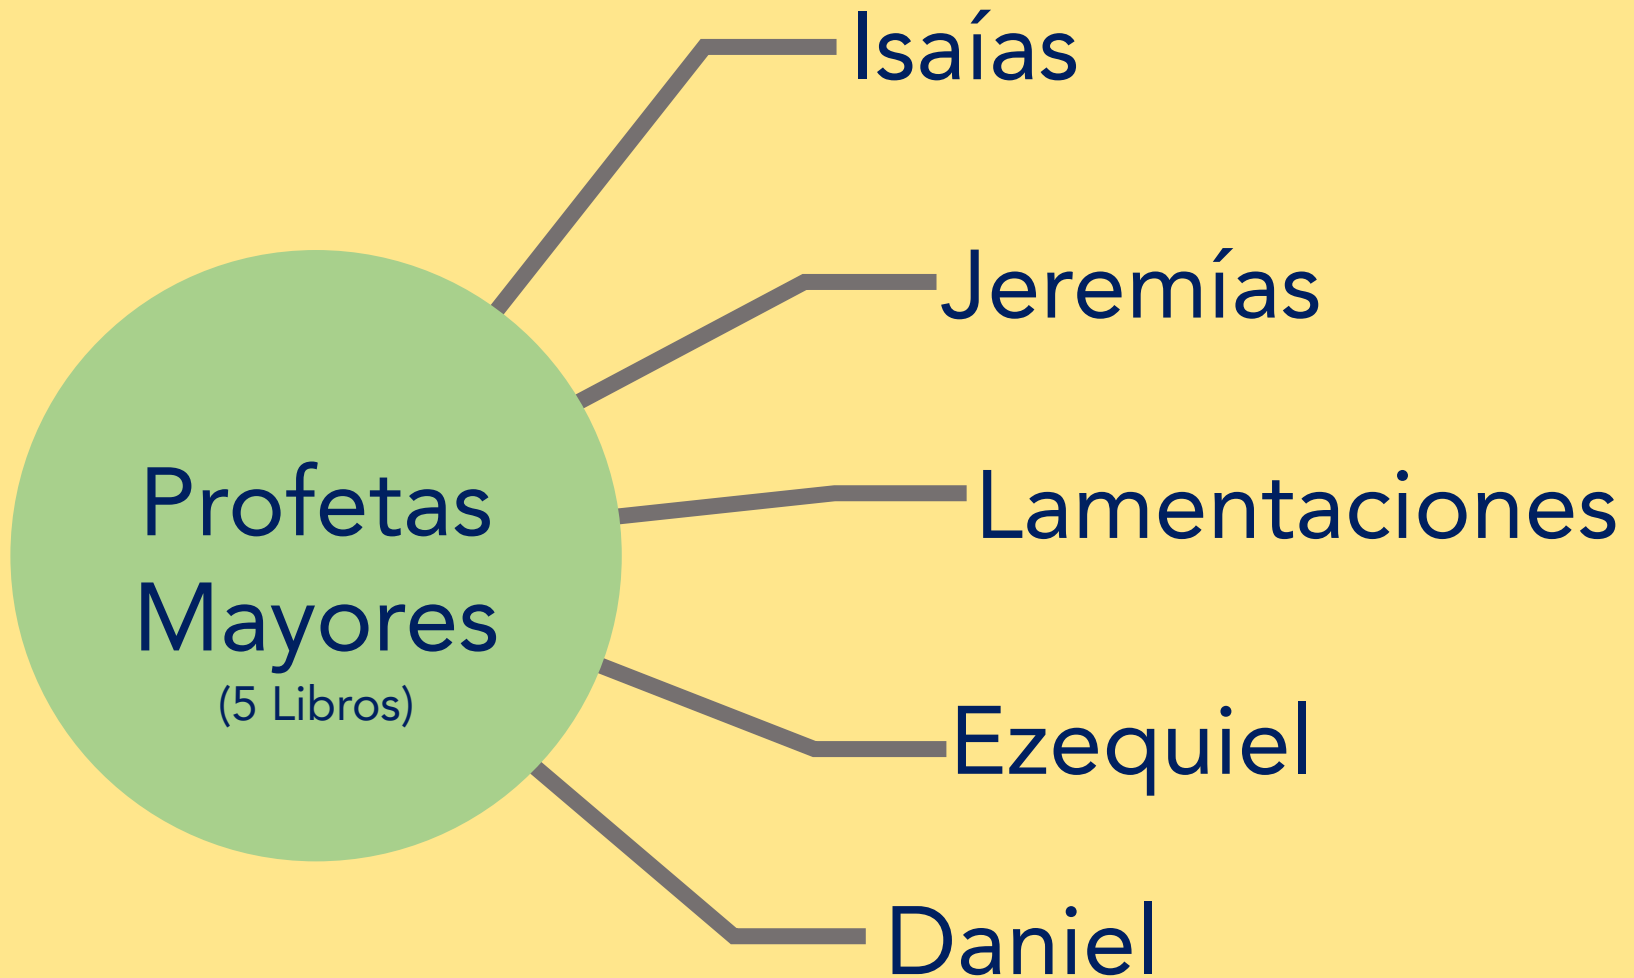 Isaías
Jeremías
Profetas
Mayores
(5 Libros)
Lamentaciones
Ezequiel
Daniel